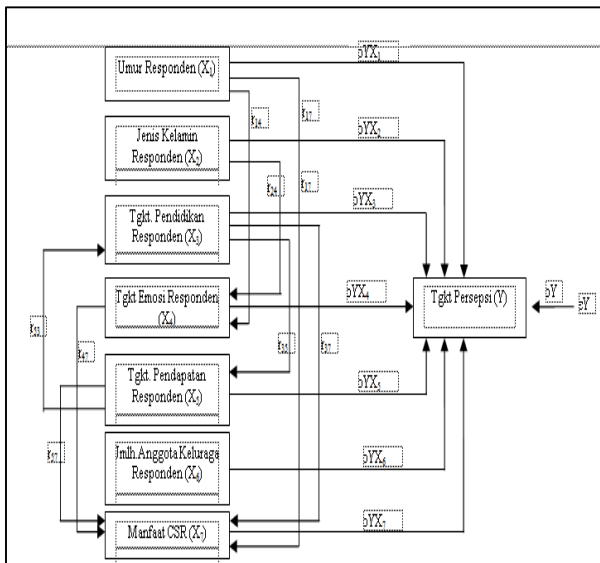 Umur Responden (X1)
Jenis Kelamin
Responden (X2)
Tgkt. Pendidikan
Responden (X3)
Tgkt Emosi Responden
(X4)
Tgkt. Pendapatan
Responden (X5)
Jmlh.Anggota Keluraga
Responden (X6)
Manfaat CSR (X7)
r14
r17
r24
r17
r35
r37
r53
r47
r57
pYX1
pYX2
pYX3
pYX4
pYX5
pYX6
pYX7
Tgkt Persepsi (Y)
pY
pY